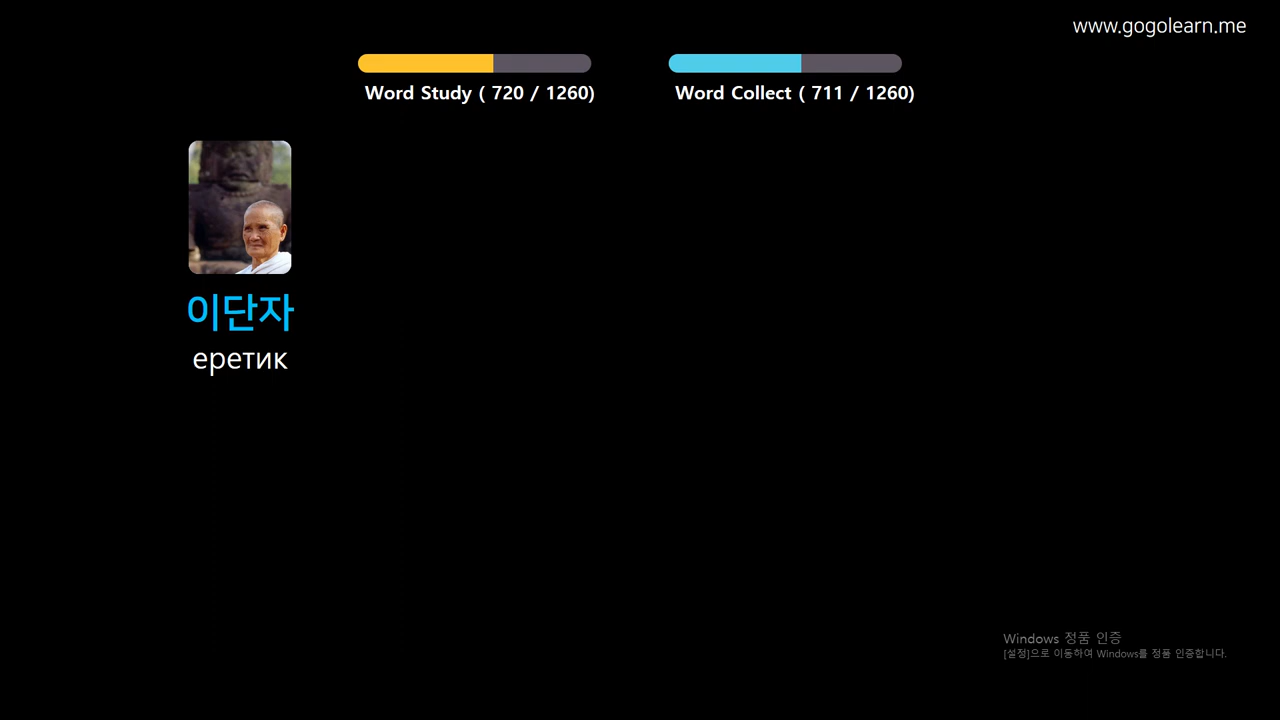 www.gogolearn.me
Word Study ( 720 / 1260)
Word Collect ( 711 / 1260)
이단자
еретик
Windows 정품 인증
[설정]으로 이동하여 Windows를 정품 인증합니다.